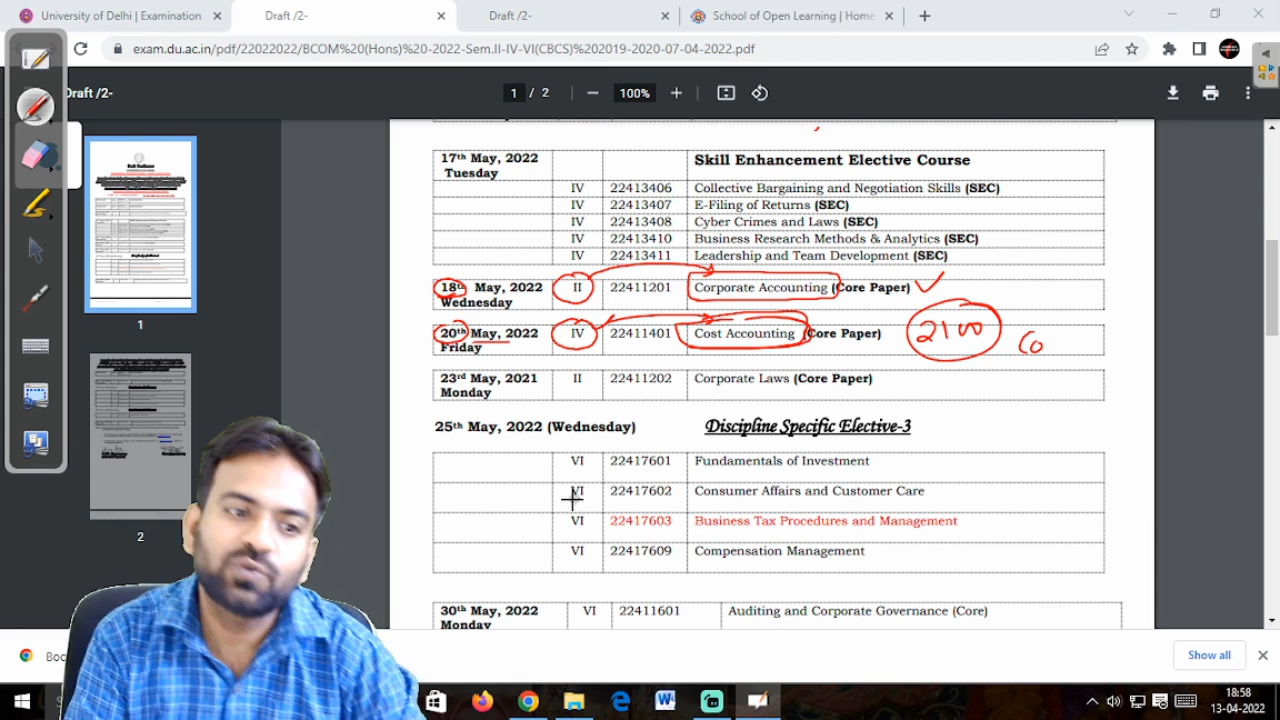 University of Delhi | Examination
Draft /2-
Draft /2-
School of Open Learning | Home
exam.du.ac.in/pdf/22022022/BCOM%20(Hons)%20-2022-Sem.II-IV-VI(CBCS)%202019-2020-07-04-2022.pdf
Draft /2-
1 / 2
100%
17th May, 2022 Skill Enhancement Elective Course
Tuesday
IV 22413403 Collective Bargaining and Negotiation Skills (SEC)
IV 22413407 E-Filing of Returns (SEC)
IV 22413408 Cyber Crimes and Laws (SEC)
IV 22413410 Business Research Methods & Analytics (SEC)
IV 22413411 Leadership and Team Development (SEC)
18th May, 2022 II 22411201 Corporate Accounting (Core Paper)
Wednesday
20th May, 2022 IV 22411401 Cost Accounting (Core Paper) 2100 Co
Friday
23rd May, 2021 II 22411202 Corporate Laws (Core Paper)
Monday
25th May, 2022 (Wednesday) Discipline Specific Elective-3
VI 22417601 Fundamentals of Investment
VI 22417602 Consumer Affairs and Customer Care
VI 22417603 Business Tax Procedures and Management
VI 22417609 Compensation Management
30th May, 2022 VI 22411601 Auditing and Corporate Governance (Core)
Monday
1
2
Boc
Show all
18:58
13-04-2022